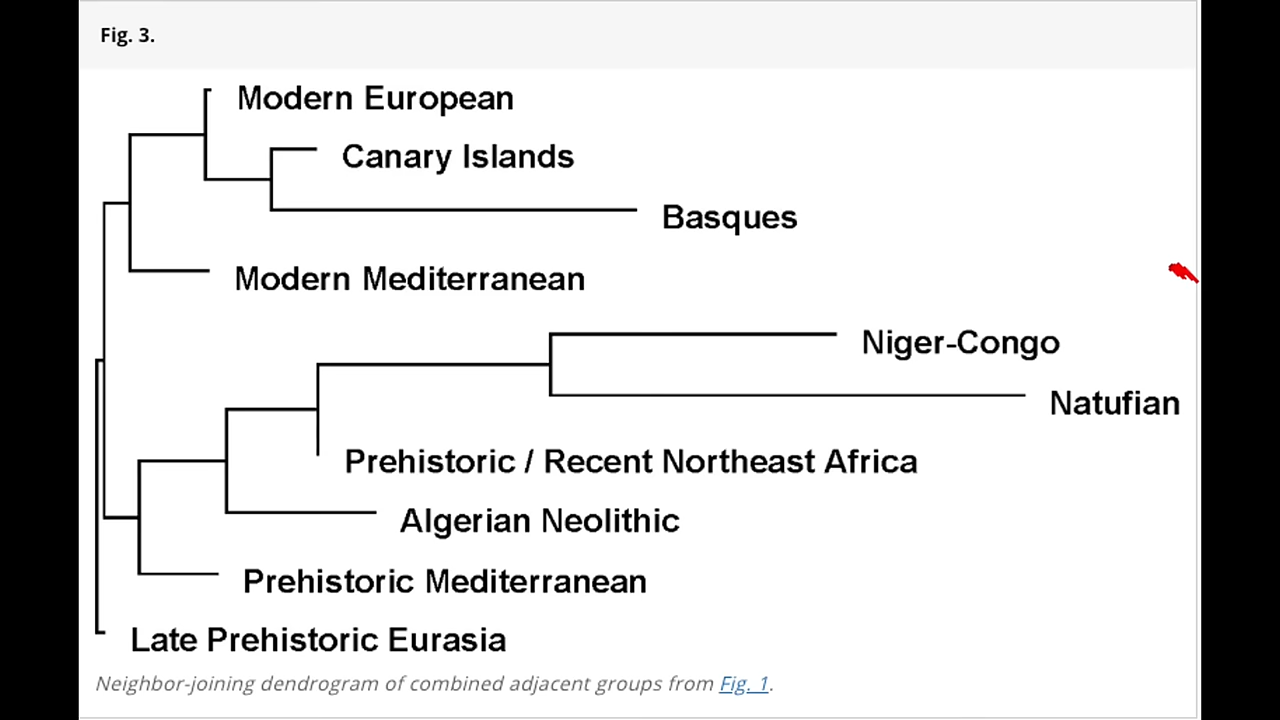 Fig. 3.
Modern European
Canary Islands
Basques
Modern Mediterranean
Niger-Congo
Natufian
Prehistoric / Recent Northeast Africa
Algerian Neolithic
Prehistoric Mediterranean
Late Prehistoric Eurasia
Neighbor-joining dendrogram of combined adjacent groups from Fig. 1.